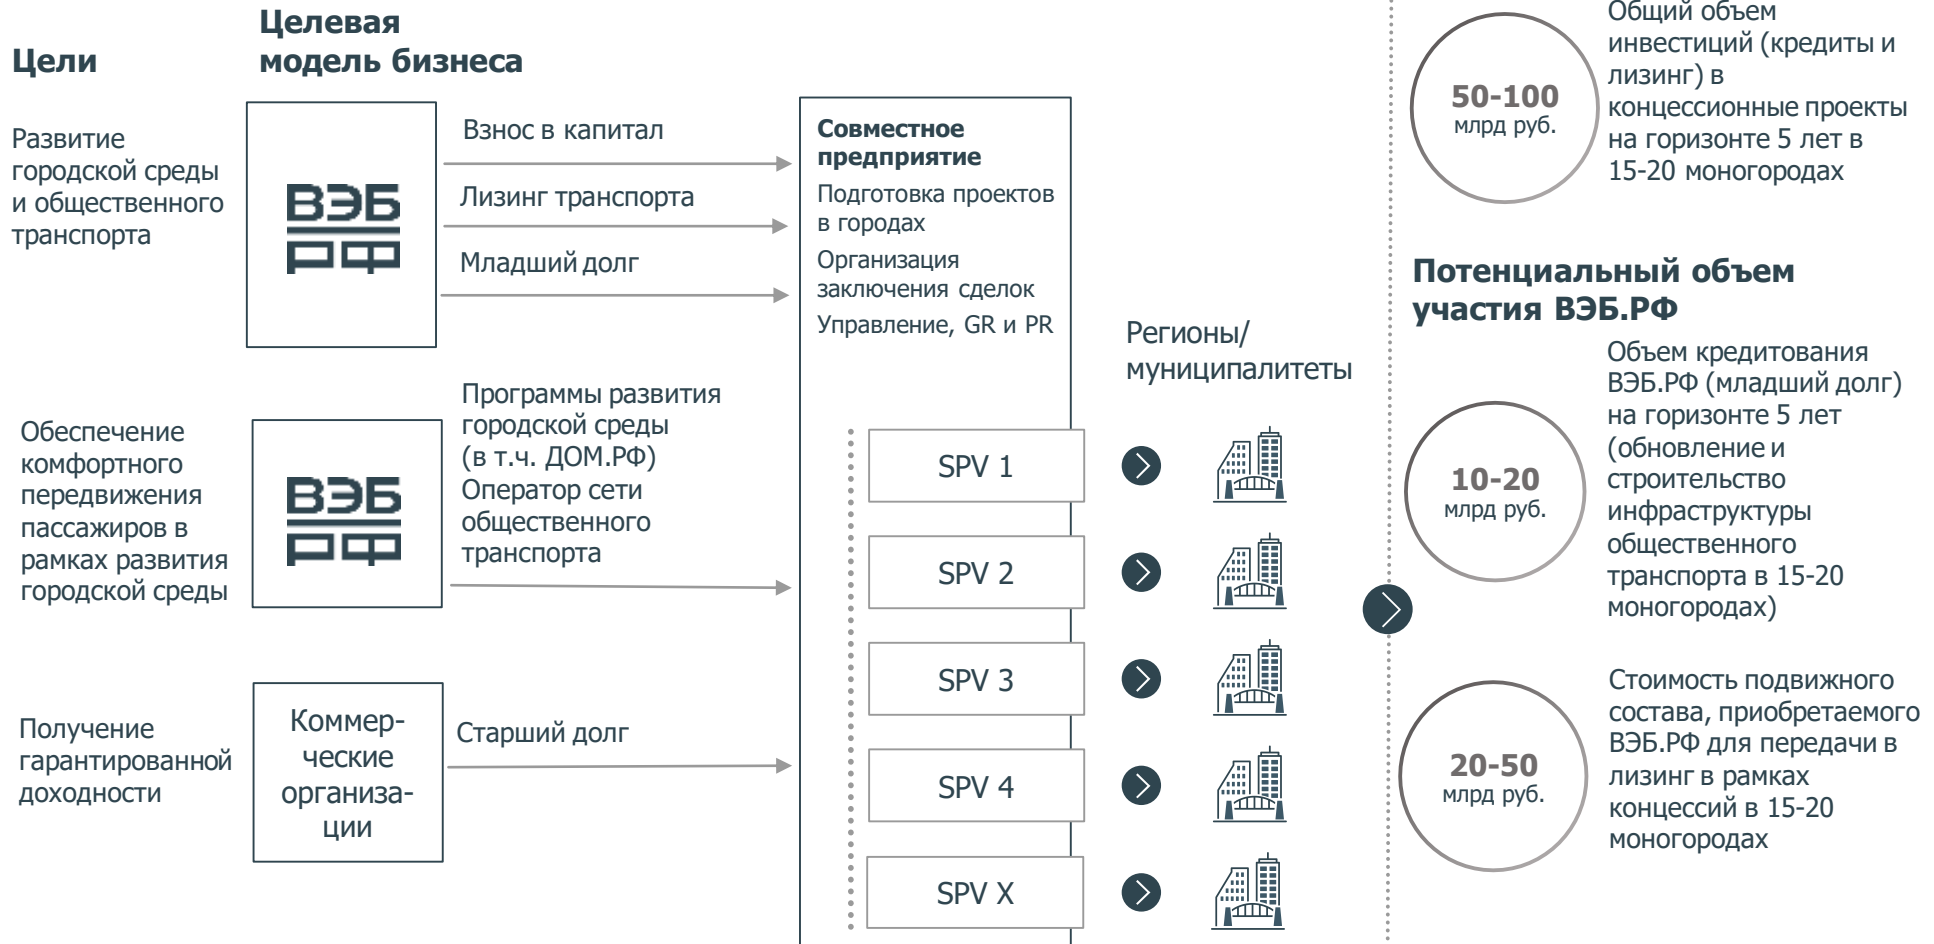 Цели
Целевая
модель бизнеса
Развитие
городской среды
и общественного
транспорта
ВЭБ
РФ
Взнос в капитал
Лизинг транспорта
Младший долг
Обеспечение
комфортного
передвижения
пассажиров в
рамках развития
городской среды
ВЭБ
РФ
Программы развития
городской среды
(в т.ч. ДОМ.РФ)
Оператор сети
общественного
транспорта
Получение
гарантированной
доходности
Коммер-
ческие
организа-
ции
Старший долг
Совместное
предприятие
Подготовка проектов
в городах
Организация
заключения сделок
Управление, GR и PR
SPV 1
SPV 2
SPV 3
SPV 4
SPV X
Регионы/
муниципалитеты
50-100
млрд руб.
Общий объем
инвестиций (кредиты и
лизинг) в
концессионные проекты
на горизонте 5 лет в
15-20 моногородах
Потенциальный объем
участия ВЭБ.РФ
10-20
млрд руб.
Объем кредитования
ВЭБ.РФ (младший долг)
на горизонте 5 лет
(обновление и
строительство
инфраструктуры
общественного
транспорта в 15-20
моногородах)
20-50
млрд руб.
Стоимость подвижного
состава, приобретаемого
ВЭБ.РФ для передачи в
лизинг в рамках
концессий в 15-20
моногородах